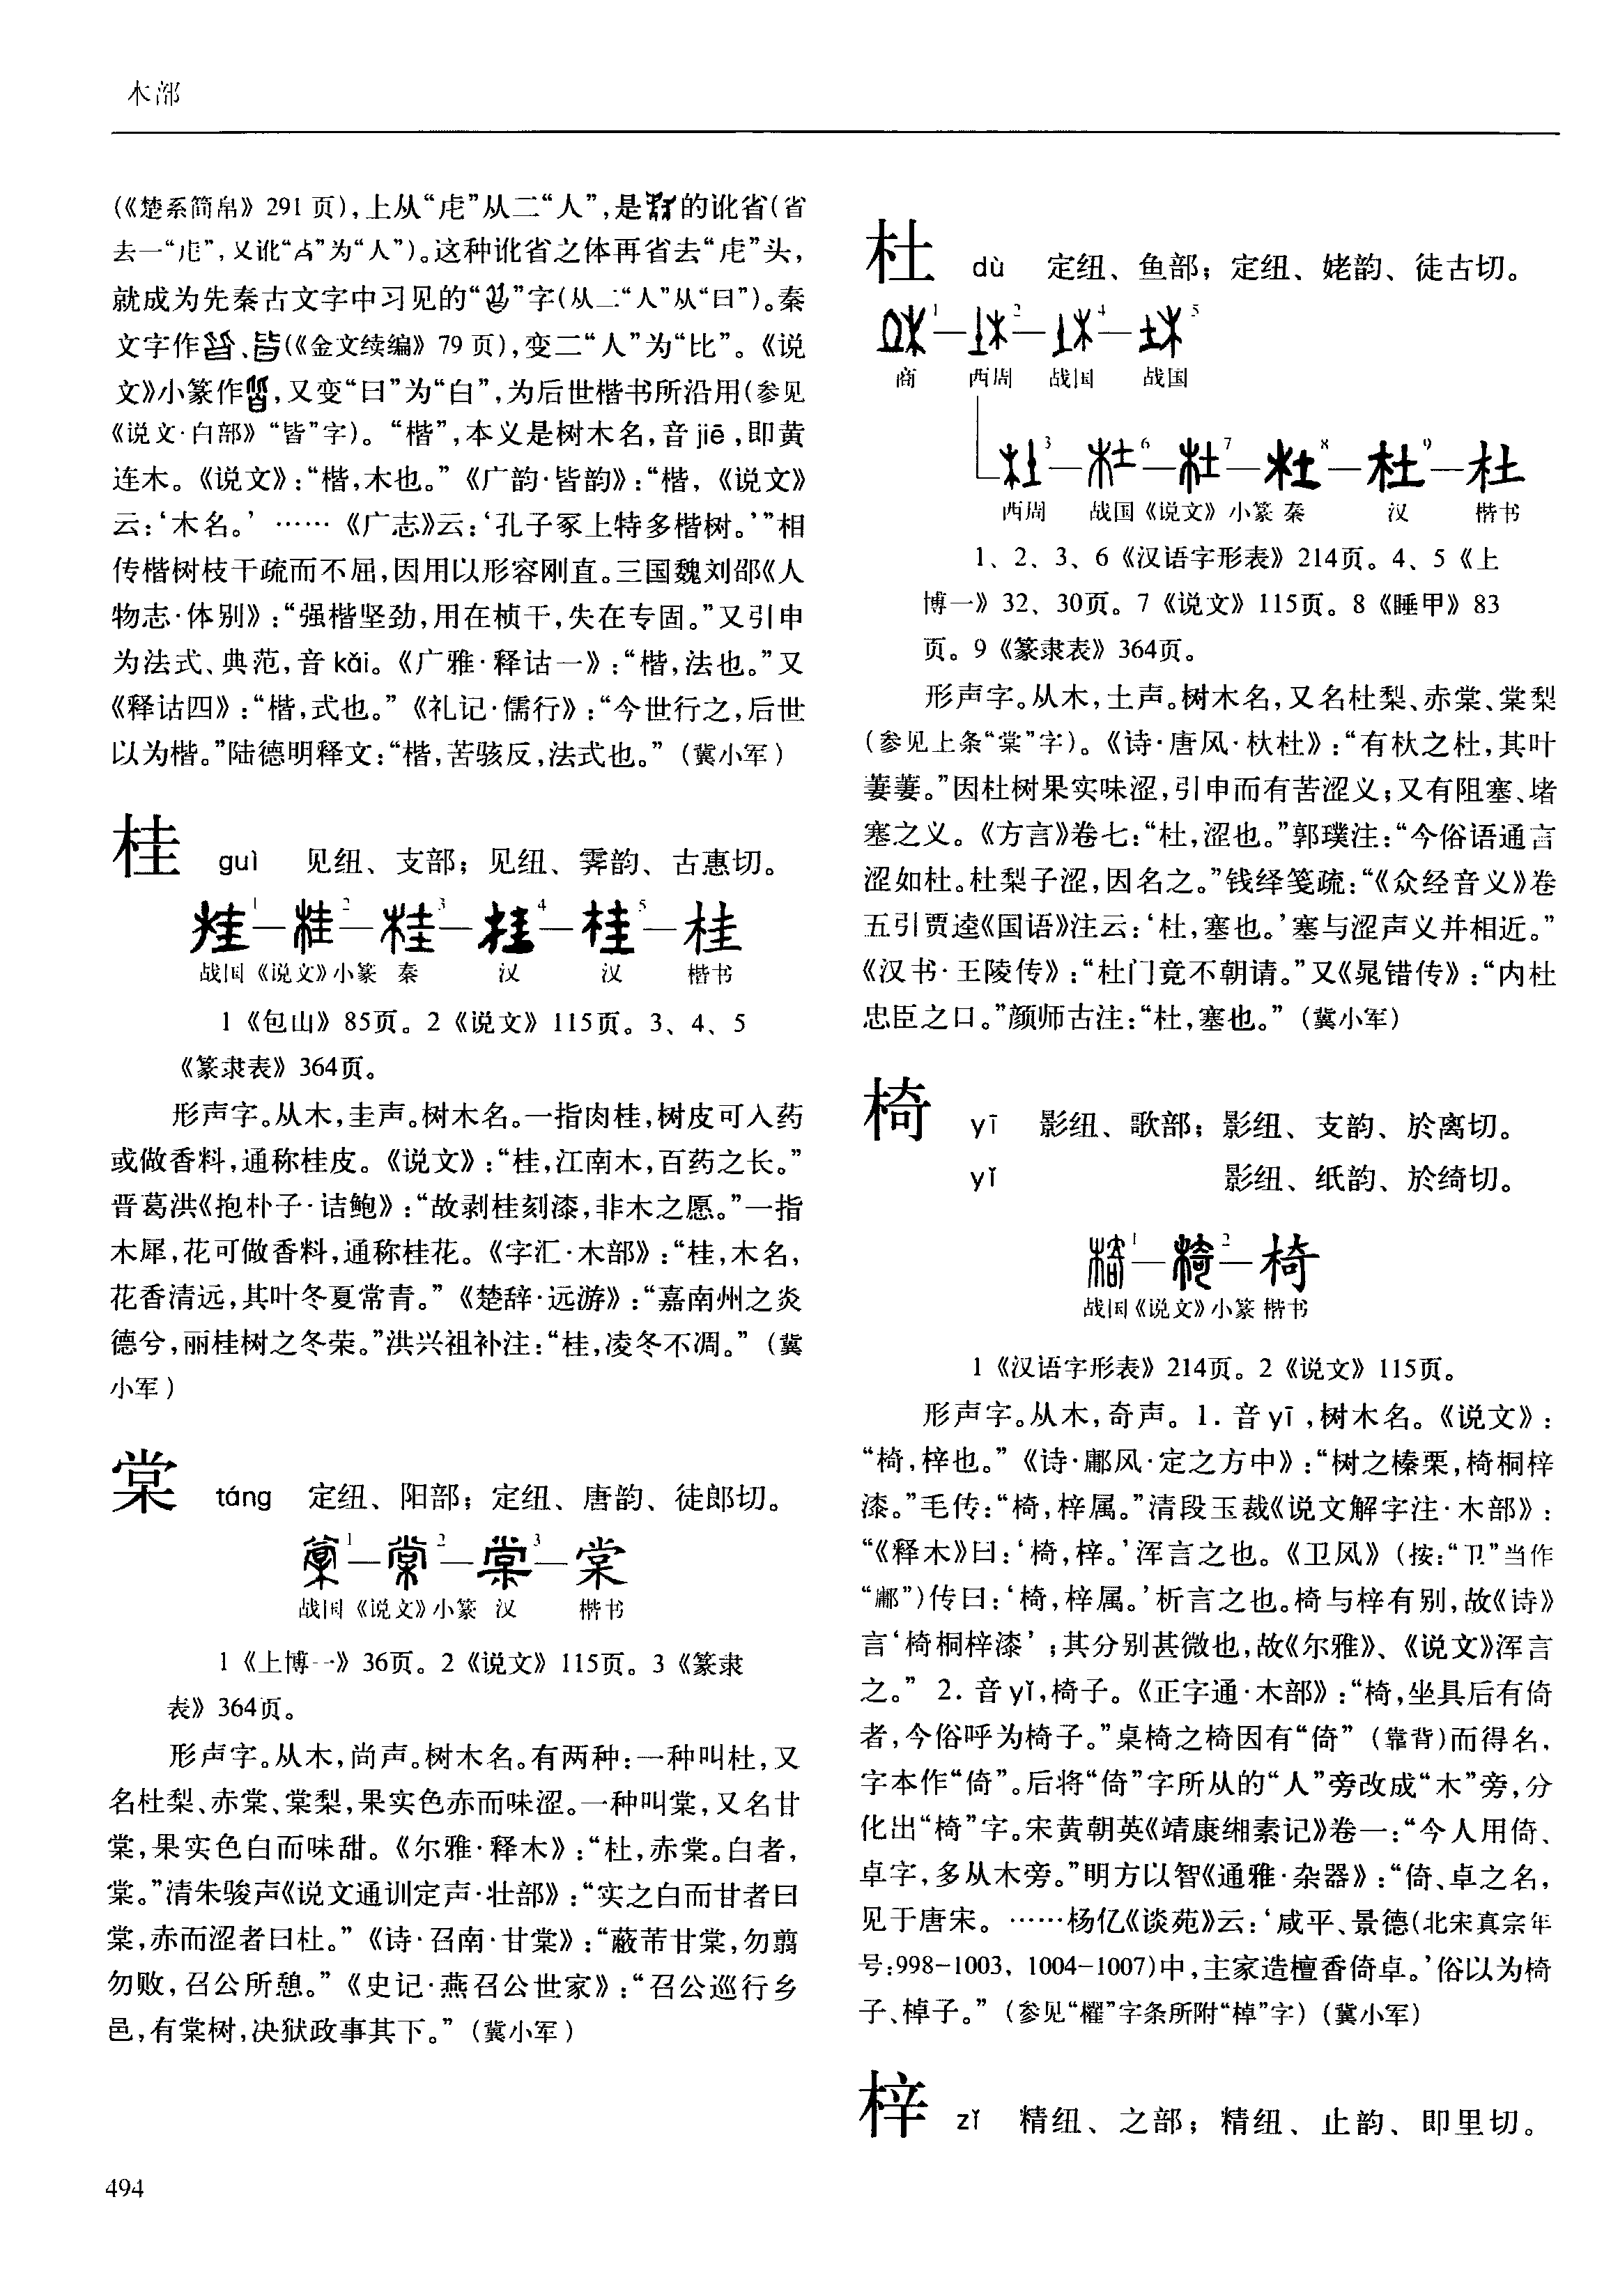 木部
(《楚系简帛》291页),上从“虍”从二“人”,是的讹省(省
去一“虍”,又讹“占”为“人”)。这种讹省之体再省去“虍”头,
就成为先秦古文字中习见的“”字(从二“人”从“曰”)。秦
文字作、(《金文续编》79页),变二“人”为“比”。《说
文》小篆作,又变“曰”为“白”,为后世楷书所沿用(参见
《说文·白部》“皆”字)。“楷”,本义是树木名,音jiē,即黄
连木。《说文》:“楷,木也。”《广韵·皆韵》:“楷,《说文》
云:‘木名。’……《广志》云:‘孔子冢上特多楷树。’”相
传楷树枝干疏而不屈,因用以形容刚直。三国魏刘邵《人
物志·体别》:“强楷坚劲,用在桢干,失在专固。”又引申
为法式、典范,音kǎi。《广雅·释诂一》:“楷,法也。”又
《释诂四》:“楷,式也。”《礼记·儒行》:“今世行之,后世
以为楷。”陆德明释文:“楷,苦骇反,法式也。”(冀小军)
桂 guì 见纽、支部;见纽、霁韵、古惠切。
1—2—3—4—5—桂
战国《说文》小篆 秦 汉 汉 楷书
1《包山》85页。2《说文》115页。3、4、5
《篆隶表》364页。
形声字。从木,圭声。树木名。一指肉桂,树皮可入药
或做香料,通称桂皮。《说文》:“桂,江南木,百药之长。”
晋葛洪《抱朴子·诘鲍》:“故剥桂刻漆,非木之愿。”一指
木犀,花可做香料,通称桂花。《字汇·木部》:“桂,木名,
花香清远,其叶冬夏常青。”《楚辞·远游》:“嘉南州之炎
德兮,丽桂树之冬荣。”洪兴祖补注:“桂,凌冬不凋。”(冀
小军)
棠 táng 定纽、阳部;定纽、唐韵、徒郎切。
1—2—3—棠
战国《说文》小篆 汉 楷书
1《上博一》36页。2《说文》115页。3《篆隶
表》364页。
形声字。从木,尚声。树木名。有两种:一种叫杜,又
名杜梨、赤棠、棠梨,果实色赤而味涩。一种叫棠,又名甘
棠,果实色白而味甜。《尔雅·释木》:“杜,赤棠。白者,
棠。”清朱骏声《说文通训定声·壮部》:“实之白而甘者曰
棠,赤而涩者曰杜。”《诗·召南·甘棠》:“蔽芾甘棠,勿翦
勿败,召公所憩。”《史记·燕召公世家》:“召公巡行乡
邑,有棠树,决狱政事其下。”(冀小军)
杜 dù 定纽、鱼部;定纽、姥韵、徒古切。
1—2—4—5
商 西周 战国 战国
3—6—7—8—9—杜
西周 战国《说文》小篆 秦 汉 楷书
1、2、3、6《汉语字形表》214页。4、5《上
博一》32、30页。7《说文》115页。8《睡甲》83
页。9《篆隶表》364页。
形声字。从木,土声。树木名,又名杜梨、赤棠、棠梨
(参见上条“棠”字)。《诗·唐风·杕杜》:“有杕之杜,其叶
萋萋。”因杜树果实味涩,引申而有苦涩义;又有阻塞、堵
塞之义。《方言》卷七:“杜,涩也。”郭璞注:“今俗语通言
涩如杜。杜梨子涩,因名之。”钱绎笺疏:“《众经音义》卷
五引贾逵《国语》注云:‘杜,塞也。’塞与涩声义并相近。”
《汉书·王陵传》:“杜门竟不朝请。”又《晁错传》:“内杜
忠臣之口。”颜师古注:“杜,塞也。”(冀小军)
椅 yī 影纽、歌部;影纽、支韵、於离切。
yǐ 影纽、纸韵、於绮切。
1—2—椅
战国《说文》小篆 楷书
1《汉语字形表》214页。2《说文》115页。
形声字。从木,奇声。1. 音yī,树木名。《说文》:
“椅,梓也。”《诗·鄘风·定之方中》:“树之榛栗,椅桐梓
漆。”毛传:“椅,梓属。”清段玉裁《说文解字注·木部》:
“《释木》曰:‘椅,梓。’浑言之也。《卫风》(按:“卫”当作
“鄘”)传曰:‘椅,梓属。’析言之也。椅与梓有别,故《诗》
言‘椅桐梓漆’;其分别甚微也,故《尔雅》、《说文》浑言
之。” 2. 音yǐ,椅子。《正字通·木部》:“椅,坐具后有倚
者,今俗呼为椅子。”桌椅之椅因有“倚”(靠背)而得名,
字本作“倚”。后将“倚”字所从的“人”旁改成“木”旁,分
化出“椅”字。宋黄朝英《靖康缃素记》卷一:“今人用倚、
卓字,多从木旁。”明方以智《通雅·杂器》:“倚、卓之名,
见于唐宋。……杨亿《谈苑》云:‘咸平、景德(北宋真宗年
号:998-1003, 1004-1007)中,主家造檀香倚卓。’俗以为椅
子、棹子。”(参见“櫂”字条所附“棹”字)(冀小军)
梓 zǐ 精纽、之部;精纽、止韵、即里切。
494